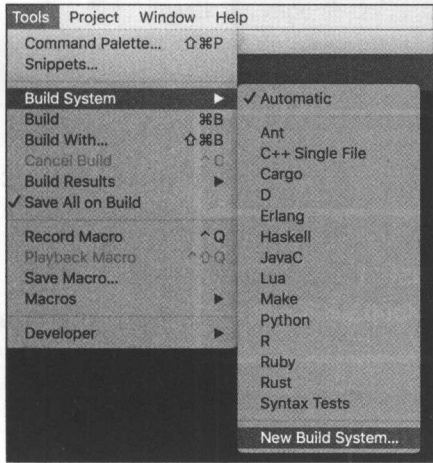 Tools Project Window Help
Command Palette... ⇧⌘P
Snippets...
Build System ▶
Build ⌘B
Build With... ⇧⌘B
Cancel Build ^C
Build Results ▶
✓ Save All on Build
Record Macro ^Q
Playback Macro ^⇧Q
Save Macro...
Macros ▶
Developer ▶
✓ Automatic
Ant
C++ Single File
Cargo
D
Erlang
Haskell
JavaC
Lua
Make
Python
R
Ruby
Rust
Syntax Tests
New Build System...